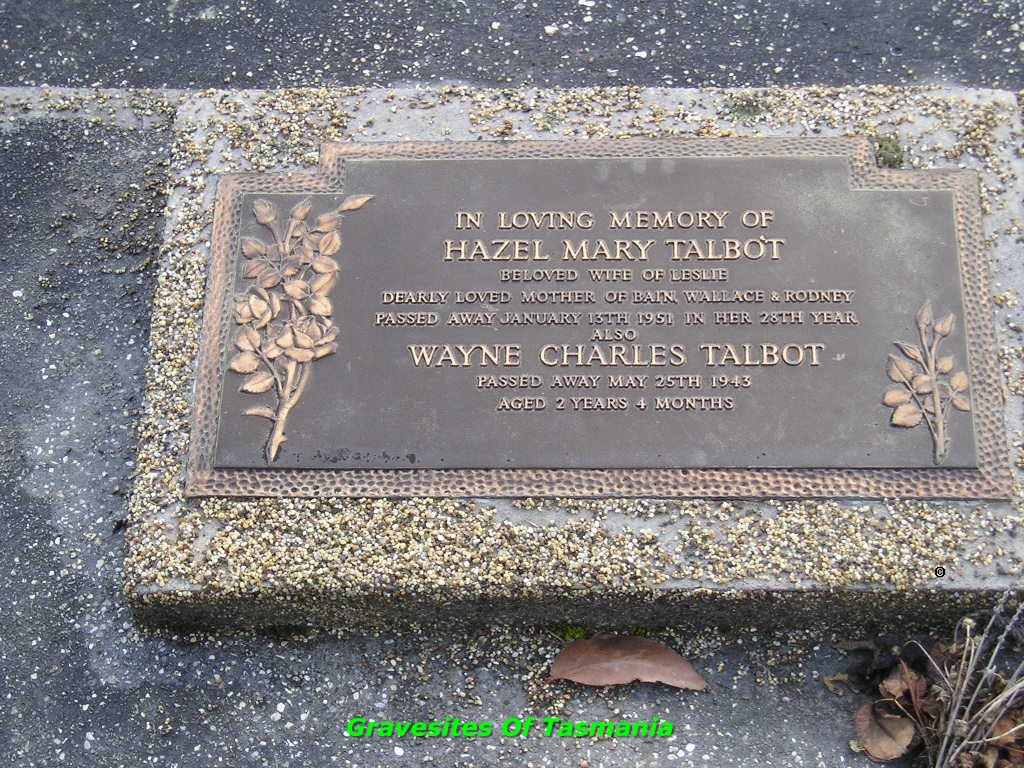 IN LOVING MEMORY OF
HAZEL MARY TALBOT
BELOVED WIFE OF LESLIE
DEARLY LOVED MOTHER OF BAIN, WALLACE & RODNEY
PASSED AWAY JANUARY 13TH 1951 IN HER 28TH YEAR
ALSO
WAYNE CHARLES TALBOT
PASSED AWAY MAY 25TH 1943
AGED 2 YEARS 4 MONTHS
©
Gravesites Of Tasmania